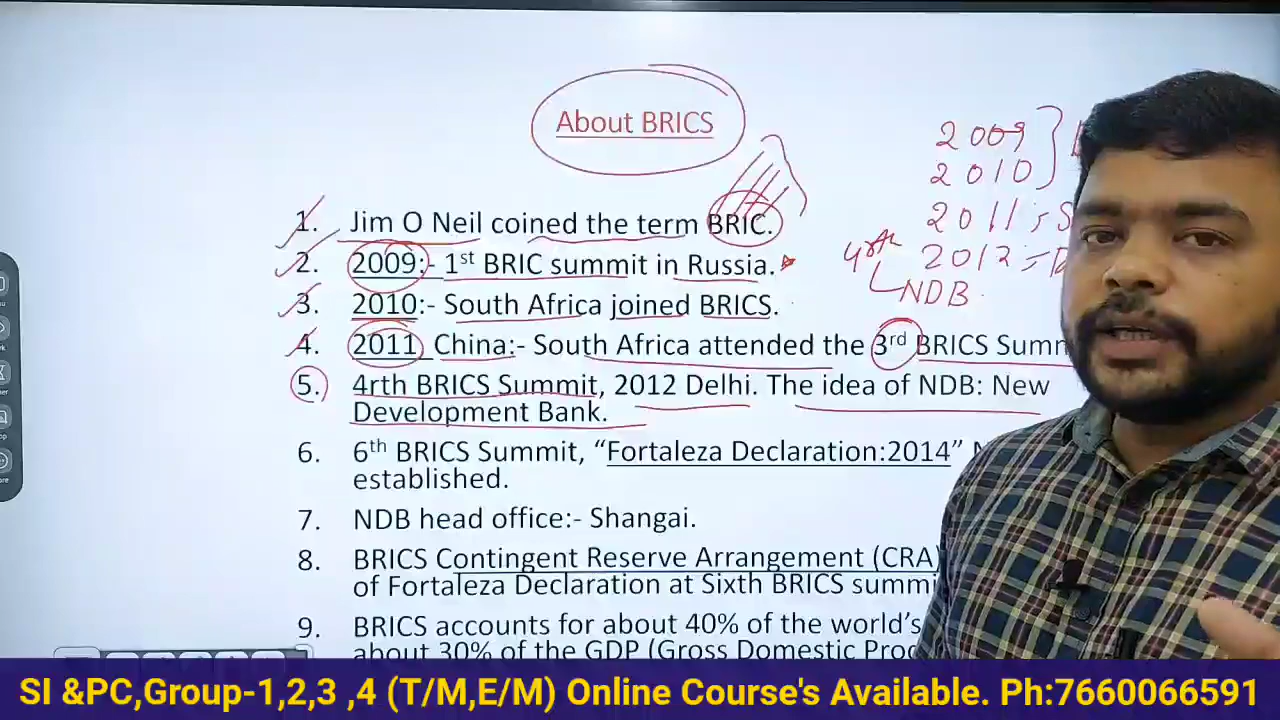 About BRICS
2009
2010
1. Jim O Neil coined the term BRIC.
2011 ; S
2. 2009:- 1st BRIC summit in Russia.
4th 2012 :- D
NDB
3. 2010:- South Africa joined BRICS.
4. 2011 China:- South Africa attended the 3rd BRICS Summ
5. 4rth BRICS Summit, 2012 Delhi. The idea of NDB: New
Development Bank.
6. 6th BRICS Summit, “Fortaleza Declaration:2014”
established.
7. NDB head office:- Shangai.
8. BRICS Contingent Reserve Arrangement (CRA)
of Fortaleza Declaration at Sixth BRICS summi
9. BRICS accounts for about 40% of the world's
about 30% of the GDP (Gross Domestic Proc
SI &PC,Group-1,2,3 ,4 (T/M,E/M) Online Course's Available. Ph:7660066591